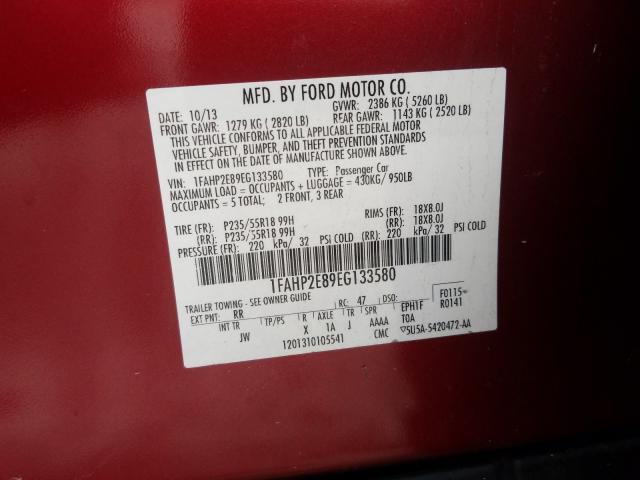 MFD. BY FORD MOTOR CO.
DATE: 10/13 GVWR: 2386 KG ( 5260 LB)
FRONT GAWR: 1279 KG ( 2820 LB) REAR GAWR: 1143 KG ( 2520 LB)
THIS VEHICLE CONFORMS TO ALL APPLICABLE FEDERAL MOTOR
VEHICLE SAFETY, BUMPER, AND THEFT PREVENTION STANDARDS
IN EFFECT ON THE DATE OF MANUFACTURE SHOWN ABOVE.
VIN: 1FAHP2E89EG133580 TYPE: Passenger Car
MAXIMUM LOAD = OCCUPANTS + LUGGAGE = 430KG/ 950LB
OCCUPANTS = 5 TOTAL; 2 FRONT, 3 REAR
TIRE (FR): P235/55R18 99H RIMS (FR): 18X8.0J
(RR): P235/55R18 99H (RR): 18X8.0J
PRESSURE (FR): 220 kPa/ 32 PSI COLD (RR): 220 kPa/ 32 PSI COLD
1FAHP2E89EG133580
TRAILER TOWING - SEE OWNER GUIDE
EXT PNT: RR RC: 47 DSO: F0115
INT TR TP/PS R AXLE TR SPR EPH1F R0141
JW X 1A J AAAA TOA
1201310105541 CMC 5U5A-5420472-AA